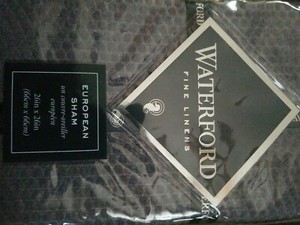 EUROPEAN
SHAM
un couvre-oreiller
européen
26in x 26in
(66cm x 66cm)
WATERFORD
FINE LINENS